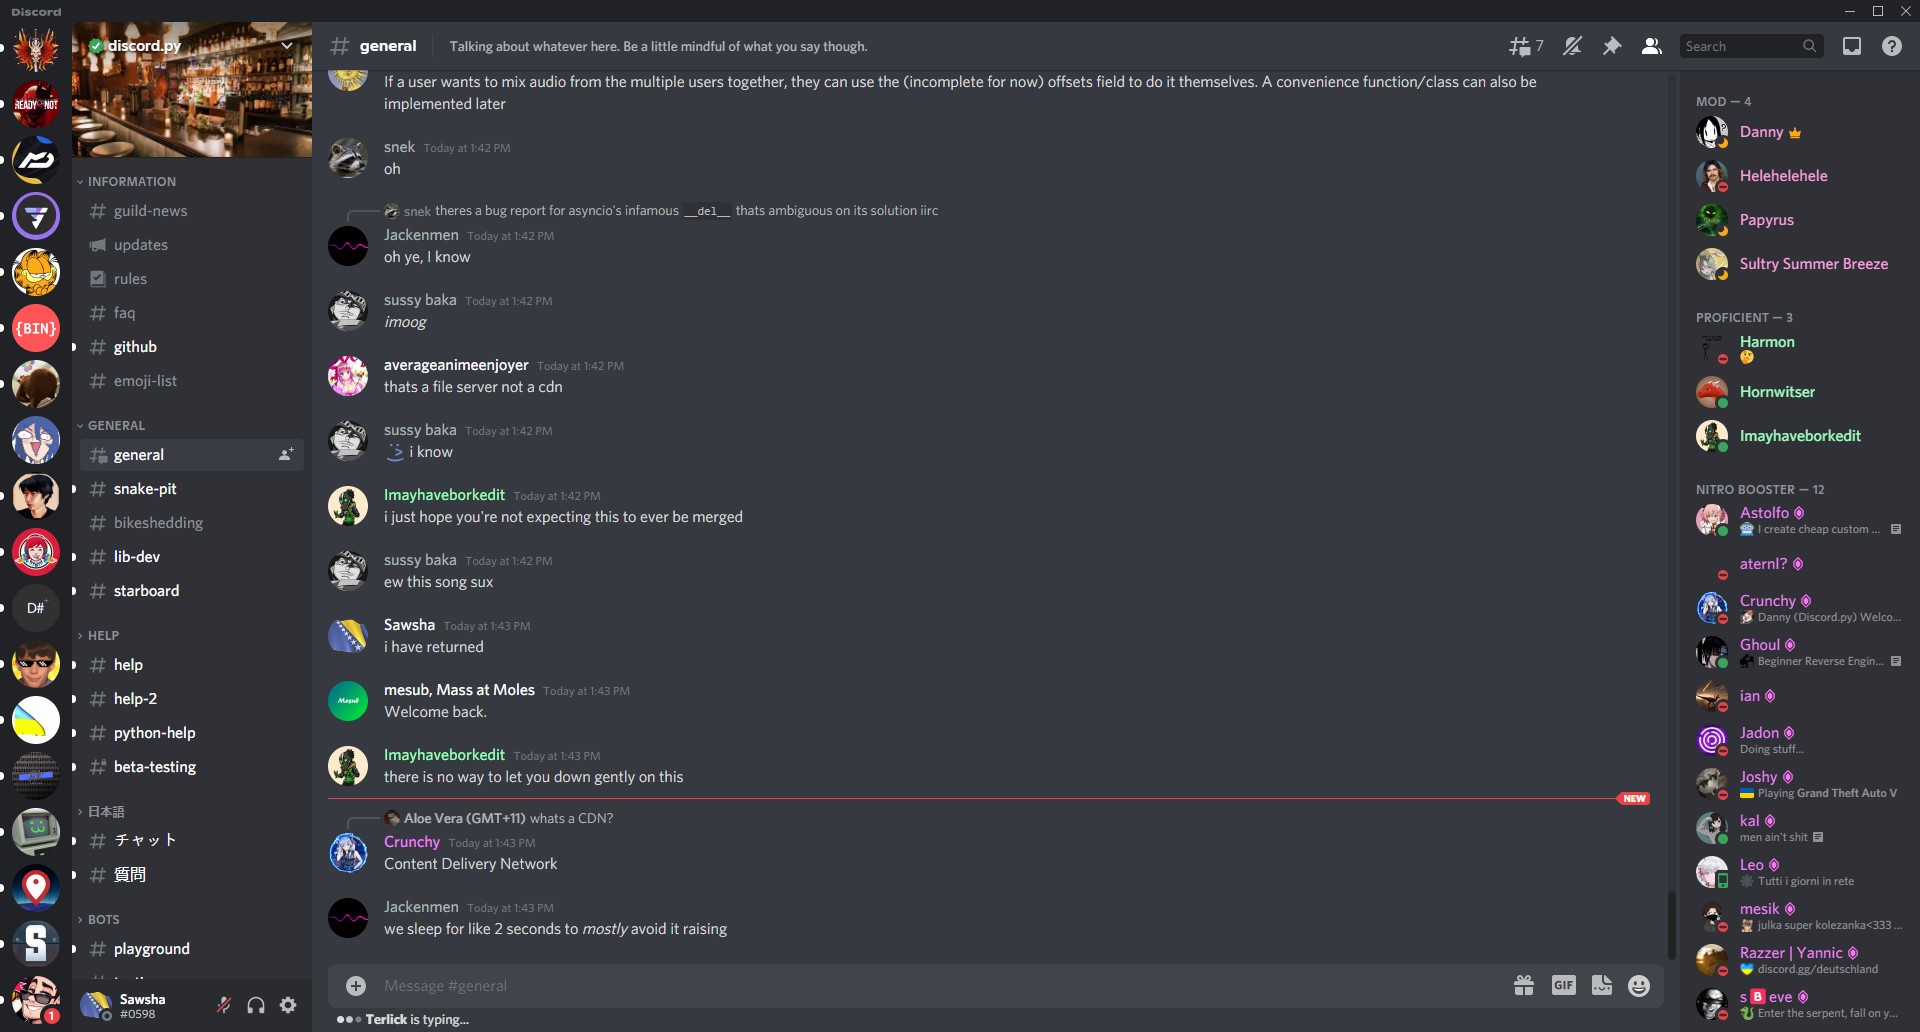 Discord
READY NOT
{BIN}
D#
1
discord.py
INFORMATION
guild-news
updates
rules
faq
github
emoji-list
GENERAL
general
snake-pit
bikeshedding
lib-dev
starboard
HELP
help
help-2
python-help
beta-testing
日本語
チャット
質問
BOTS
playground
Sawsha
#0598
general
Talking about whatever here. Be a little mindful of what you say though.
7
Search
If a user wants to mix audio from the multiple users together, they can use the (incomplete for now) offsets field to do it themselves. A convenience function/class can also be
implemented later
snek Today at 1:42 PM
oh
snek theres a bug report for asyncio's infamous __del__ thats ambiguous on its solution iirc
Jackenmen Today at 1:42 PM
oh ye, I know
sussy baka Today at 1:42 PM
imoog
averageanimeenjoyer Today at 1:42 PM
thats a file server not a cdn
sussy baka Today at 1:42 PM
i know
Imayhaveborkedit Today at 1:42 PM
i just hope you're not expecting this to ever be merged
sussy baka Today at 1:42 PM
ew this song sux
Sawsha Today at 1:43 PM
i have returned
mesub, Mass at Moles Today at 1:43 PM
Mesub
Welcome back.
Imayhaveborkedit Today at 1:43 PM
there is no way to let you down gently on this
NEW
Aloe Vera (GMT+11) whats a CDN?
Crunchy Today at 1:43 PM
Content Delivery Network
Jackenmen Today at 1:43 PM
we sleep for like 2 seconds to mostly avoid it raising
Message #general
GIF
Terlick is typing...
MOD — 4
Danny
Helehelehele
Papyrus
Sultry Summer Breeze
PROFICIENT — 3
Harmon
🤔
Hornwitser
Imayhaveborkedit
NITRO BOOSTER — 12
Astolfo
I create cheap custom ...
aternl?
Crunchy
Danny (Discord.py) Welco...
Ghoul
Beginner Reverse Engin...
ian
Jadon
Doing stuff...
Joshy
Playing Grand Theft Auto V
kal
men ain't shit
Leo
Tutti i giorni in rete
mesik
julka super kolezanka<333 ...
Razzer | Yannic
discord.gg/deutschland
s🅱eve
Enter the serpent, fall on y...